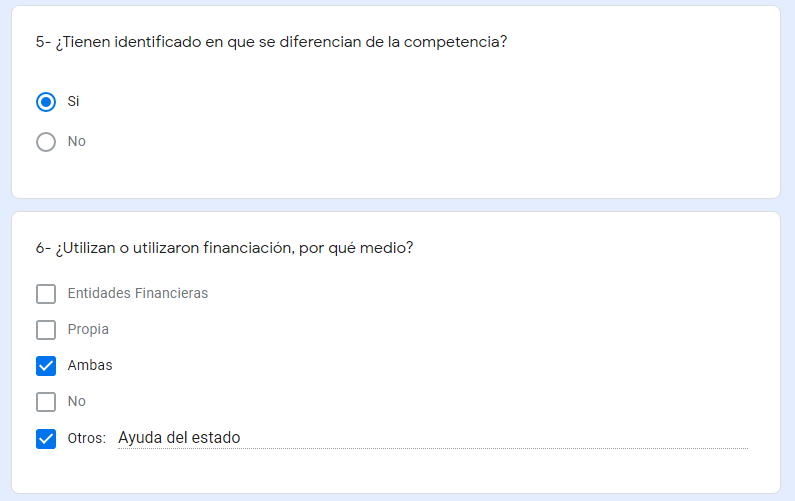 5- ¿Tienen identificado en que se diferencian de la competencia?
Si
No
6- ¿Utilizan o utilizaron financiación, por qué medio?
Entidades Financieras
Propia
Ambas
No
Otros: Ayuda del estado